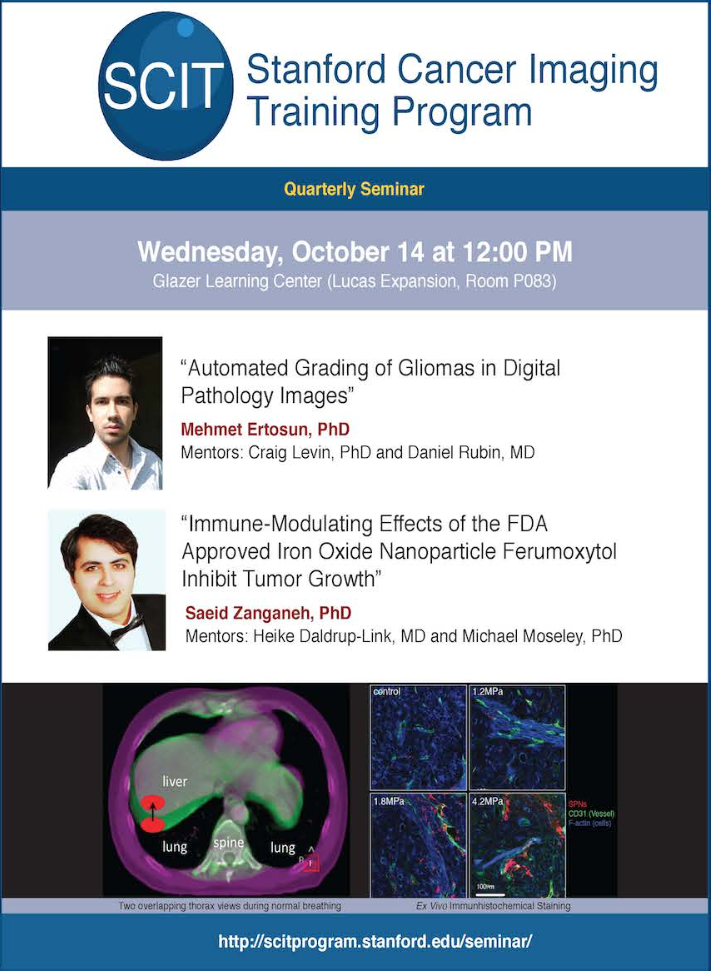 SCIT
Stanford Cancer Imaging
Training Program
Quarterly Seminar
Wednesday, October 14 at 12:00 PM
Glazer Learning Center (Lucas Expansion, Room P083)
“Automated Grading of Gliomas in Digital
Pathology Images”
Mehmet Ertosun, PhD
Mentors: Craig Levin, PhD and Daniel Rubin, MD
“Immune-Modulating Effects of the FDA
Approved Iron Oxide Nanoparticle Ferumoxytol
Inhibit Tumor Growth”
Saeid Zanganeh, PhD
Mentors: Heike Daldrup-Link, MD and Michael Moseley, PhD
liver
lung
spine
lung
control
1.2MPa
1.8MPa
4.2MPa
100μm
SPNs
CD31 (Vessel)
F-actin (cells)
Two overlapping thorax views during normal breathing
Ex Vivo Immunhistochemical Staining
http://scitprogram.stanford.edu/seminar/